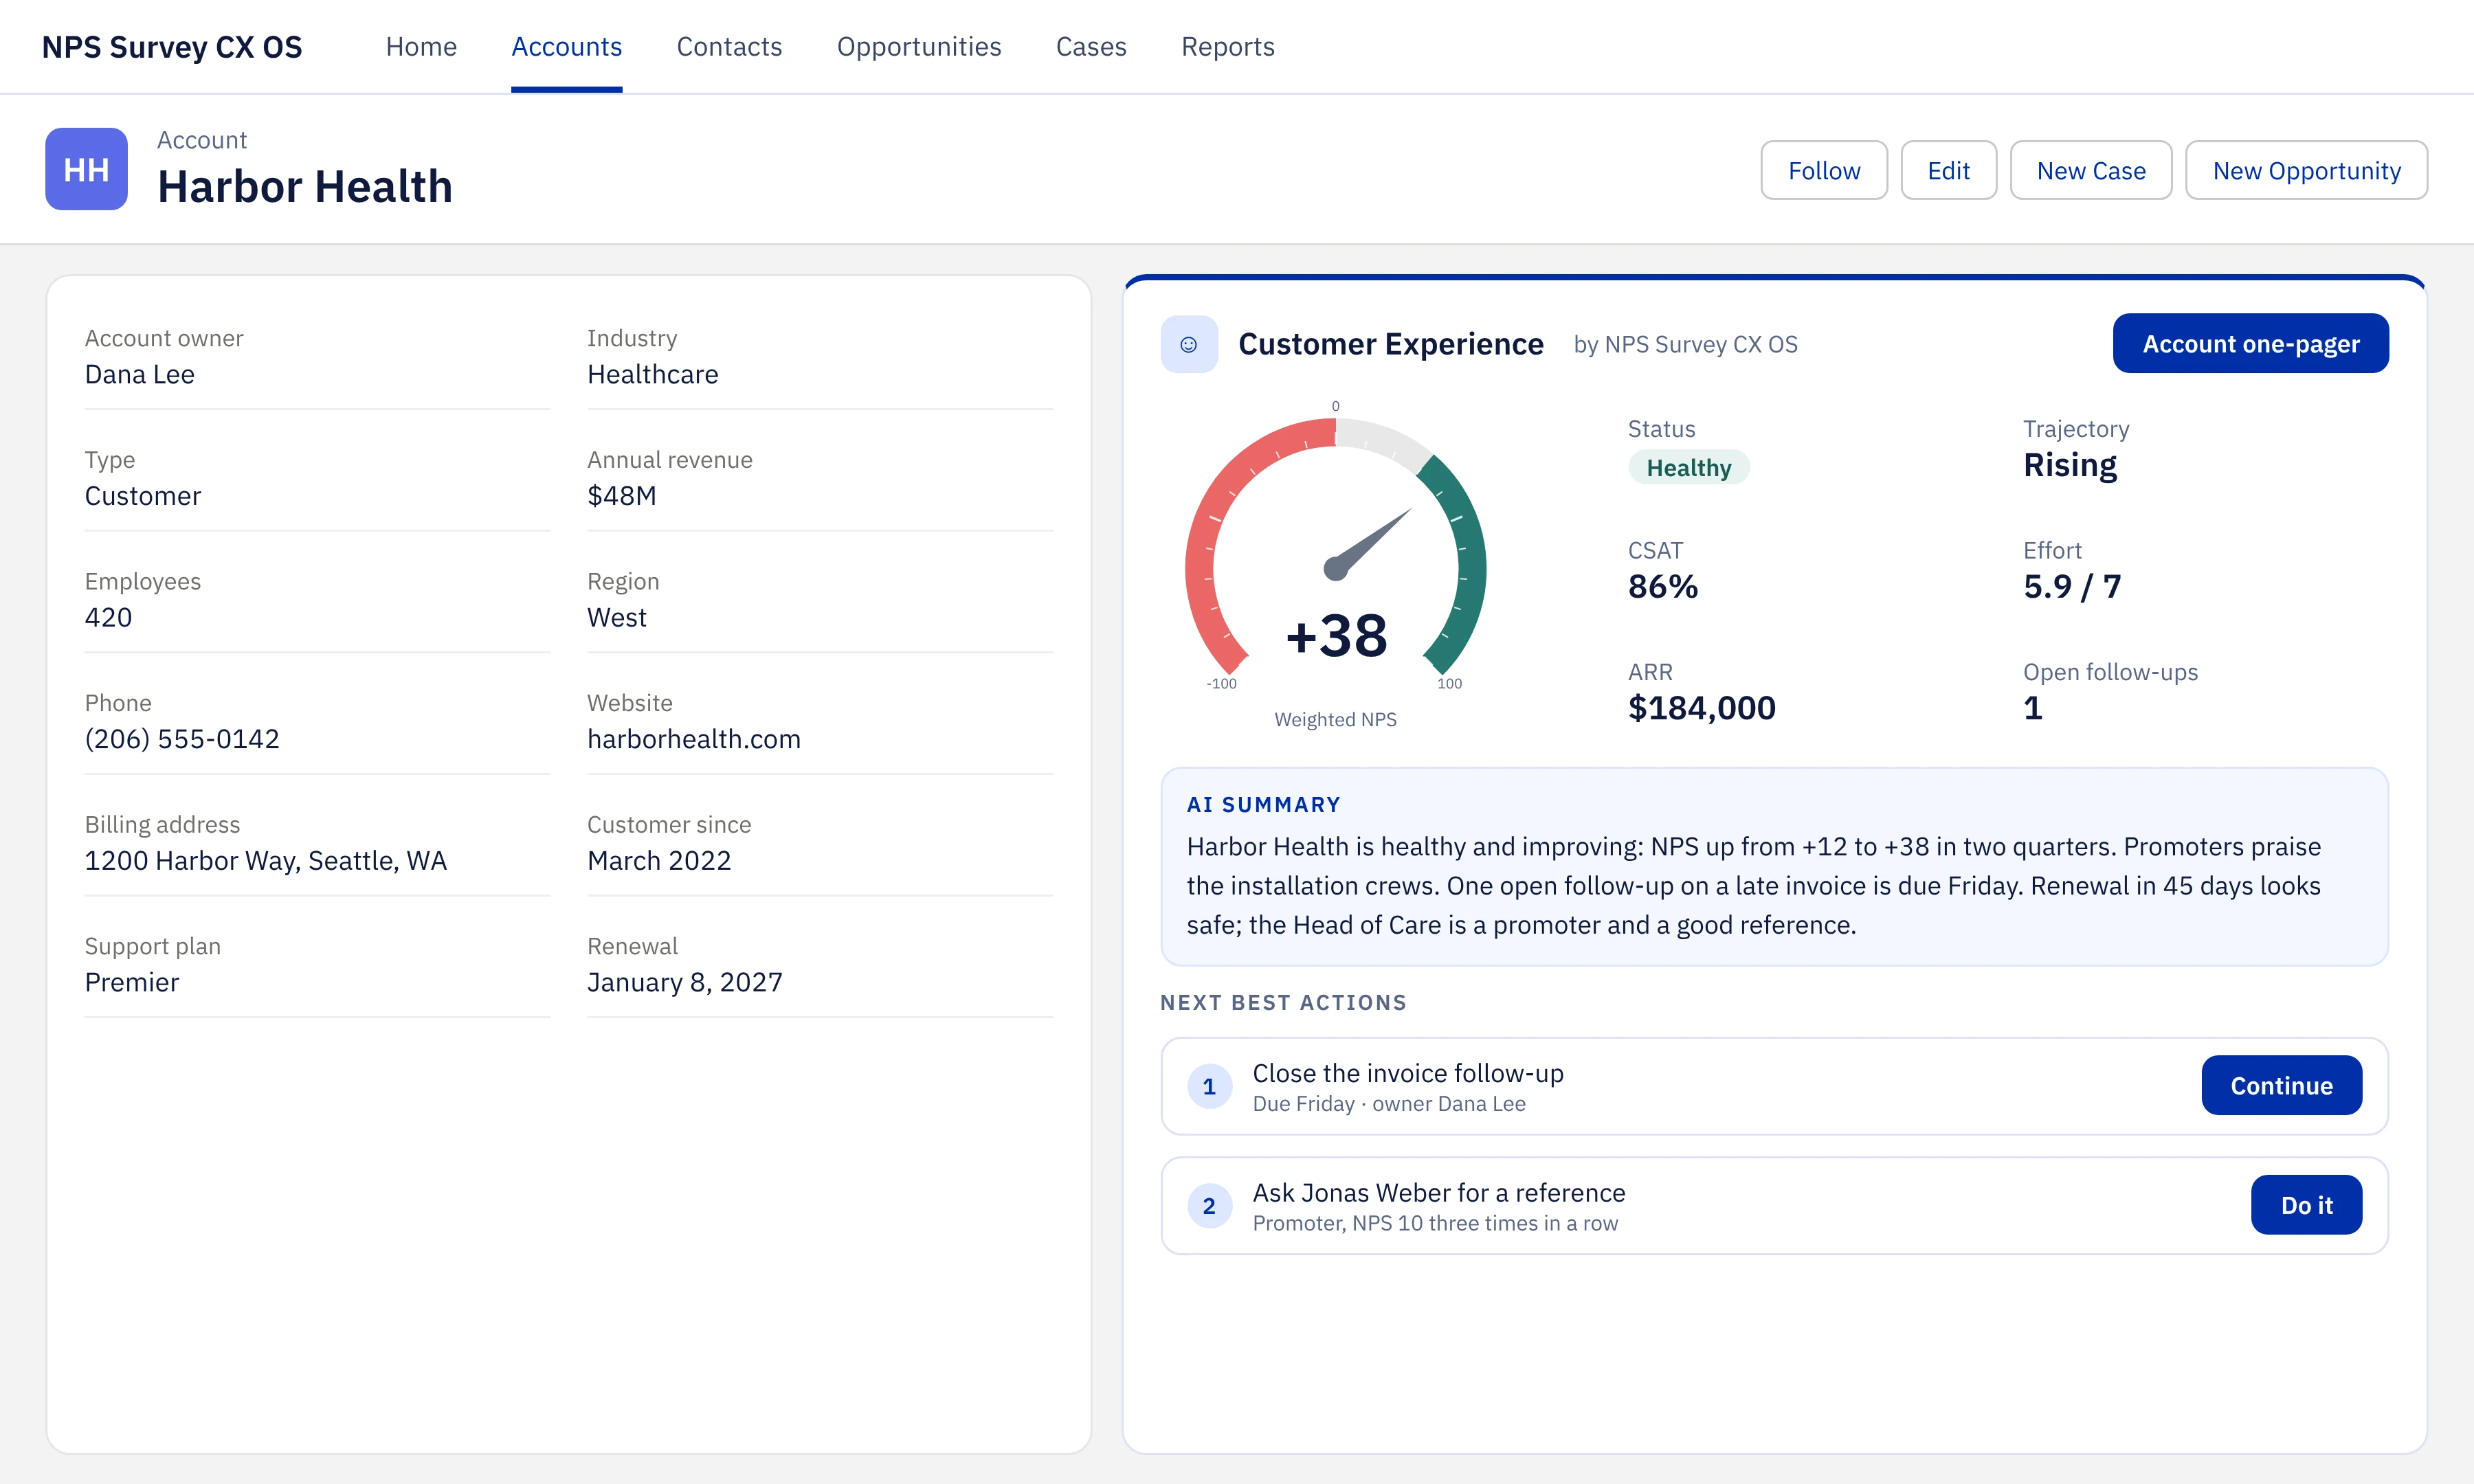 NPS Survey CX OS
Home
Accounts
Contacts
Opportunities
Cases
Reports
HH
Account
Harbor Health
Follow
Edit
New Case
New Opportunity
Account owner
Dana Lee
Industry
Healthcare
Type
Customer
Annual revenue
$48M
Employees
420
Region
West
Phone
(206) 555-0142
Website
harborhealth.com
Billing address
1200 Harbor Way, Seattle, WA
Customer since
March 2022
Support plan
Premier
Renewal
January 8, 2027
Customer Experience
by NPS Survey CX OS
Account one-pager
0
+38
-100
100
Weighted NPS
Status
Healthy
Trajectory
Rising
CSAT
86%
Effort
5.9 / 7
ARR
$184,000
Open follow-ups
1
AI SUMMARY
Harbor Health is healthy and improving: NPS up from +12 to +38 in two quarters. Promoters praise
the installation crews. One open follow-up on a late invoice is due Friday. Renewal in 45 days looks
safe; the Head of Care is a promoter and a good reference.
NEXT BEST ACTIONS
1
Close the invoice follow-up
Due Friday · owner Dana Lee
Continue
2
Ask Jonas Weber for a reference
Promoter, NPS 10 three times in a row
Do it